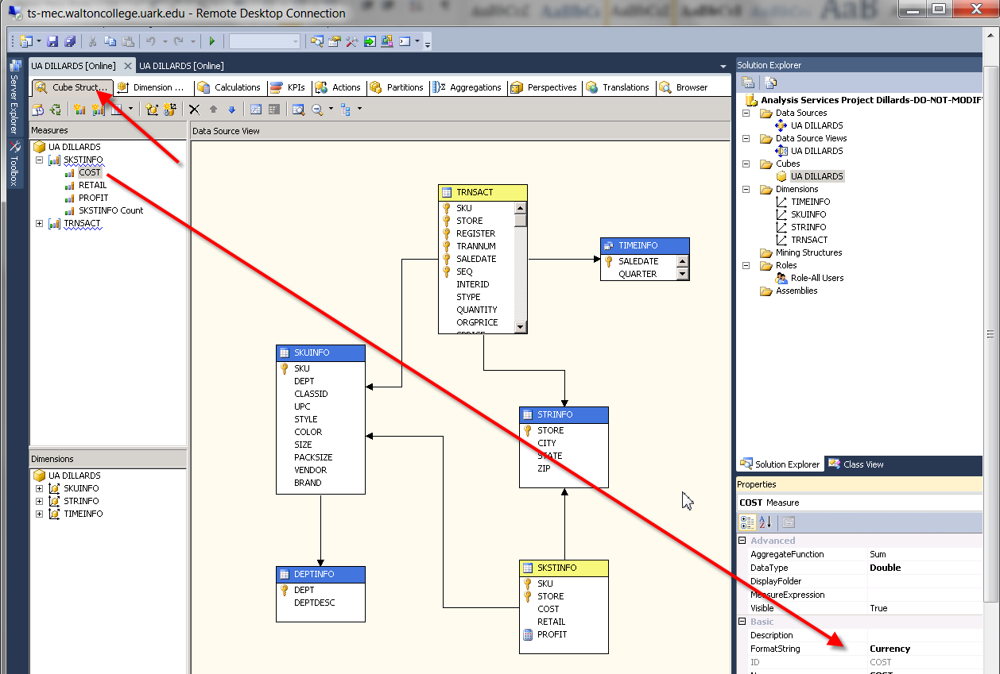 ts-mec.waltoncollege.uark.edu - Remote Desktop Connection
UA DILLARDS [Online]
UA DILLARDS [Online]
Cube Struct...
Dimension ...
Calculations
KPIs
Actions
Partitions
Aggregations
Perspectives
Translations
Browser
Server Explorer
Toolbox
Measures
UA DILLARDS
SKSTINFO
COST
RETAIL
PROFIT
SKSTINFO Count
TRNSACT
Dimensions
UA DILLARDS
SKUINFO
STRINFO
TIMEINFO
Data Source View
TRNSACT
SKU
STORE
REGISTER
TRANNUM
SALEDATE
SEQ
INTERID
STYPE
QUANTITY
ORGPRICE
TIMEINFO
SALEDATE
QUARTER
SKUINFO
SKU
DEPT
CLASSID
UPC
STYLE
COLOR
SIZE
PACKSIZE
VENDOR
BRAND
STRINFO
STORE
CITY
STATE
ZIP
DEPTINFO
DEPT
DEPTDESC
SKSTINFO
SKU
STORE
COST
RETAIL
PROFIT
Solution Explorer
Analysis Services Project Dillards-DO-NOT-MODIF
Data Sources
UA DILLARDS
Data Source Views
UA DILLARDS
Cubes
UA DILLARDS
Dimensions
TIMEINFO
SKUINFO
STRINFO
TRNSACT
Mining Structures
Roles
Role-All Users
Assemblies
Solution Explorer
Class View
Properties
COST Measure
Advanced
AggregateFunction Sum
DataType Double
DisplayFolder
MeasureExpression
Visible True
Basic
Description
FormatString Currency
ID COST